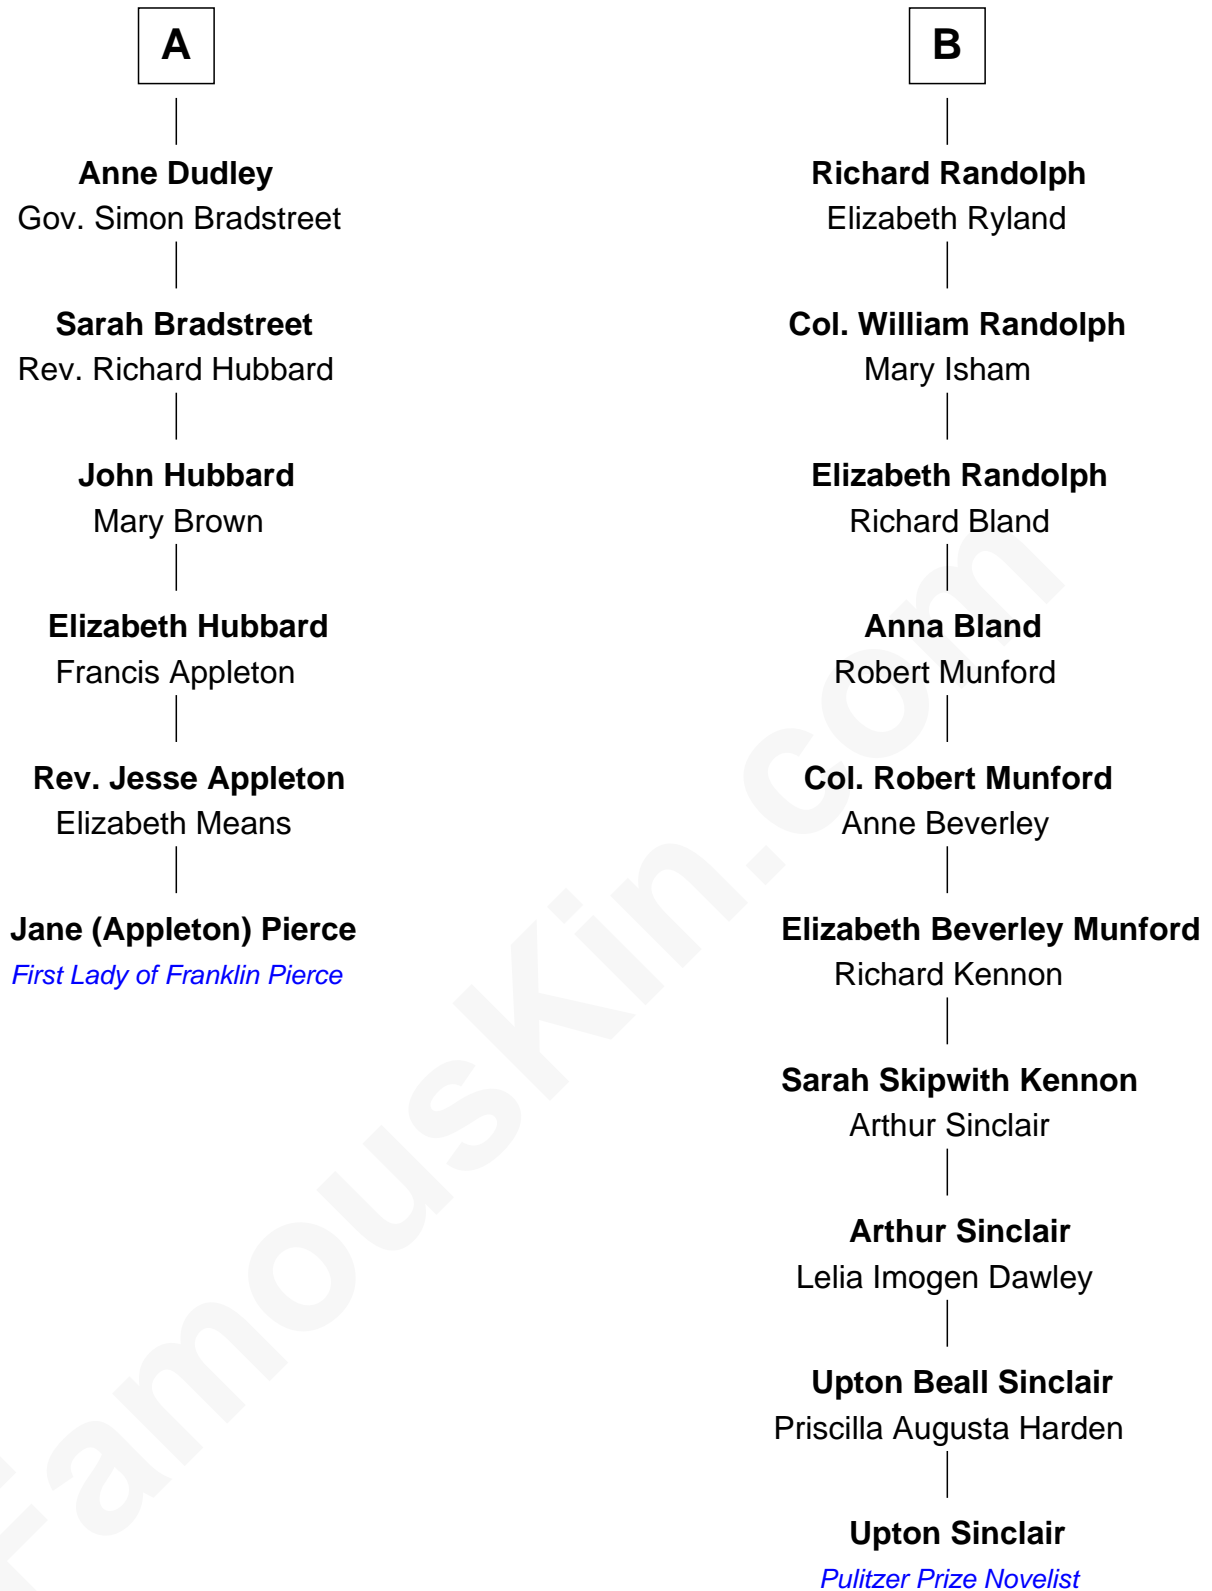 A
Anne Dudley
Gov. Simon Bradstreet
Sarah Bradstreet
Rev. Richard Hubbard
John Hubbard
Mary Brown
Elizabeth Hubbard
Francis Appleton
Rev. Jesse Appleton
Elizabeth Means
Jane (Appleton) Pierce
First Lady of Franklin Pierce
B
Richard Randolph
Elizabeth Ryland
Col. William Randolph
Mary Isham
Elizabeth Randolph
Richard Bland
Anna Bland
Robert Munford
Col. Robert Munford
Anne Beverley
Elizabeth Beverley Munford
Richard Kennon
Sarah Skipwith Kennon
Arthur Sinclair
Arthur Sinclair
Lelia Imogen Dawley
Upton Beall Sinclair
Priscilla Augusta Harden
Upton Sinclair
Pulitzer Prize Novelist
FamousKin.com